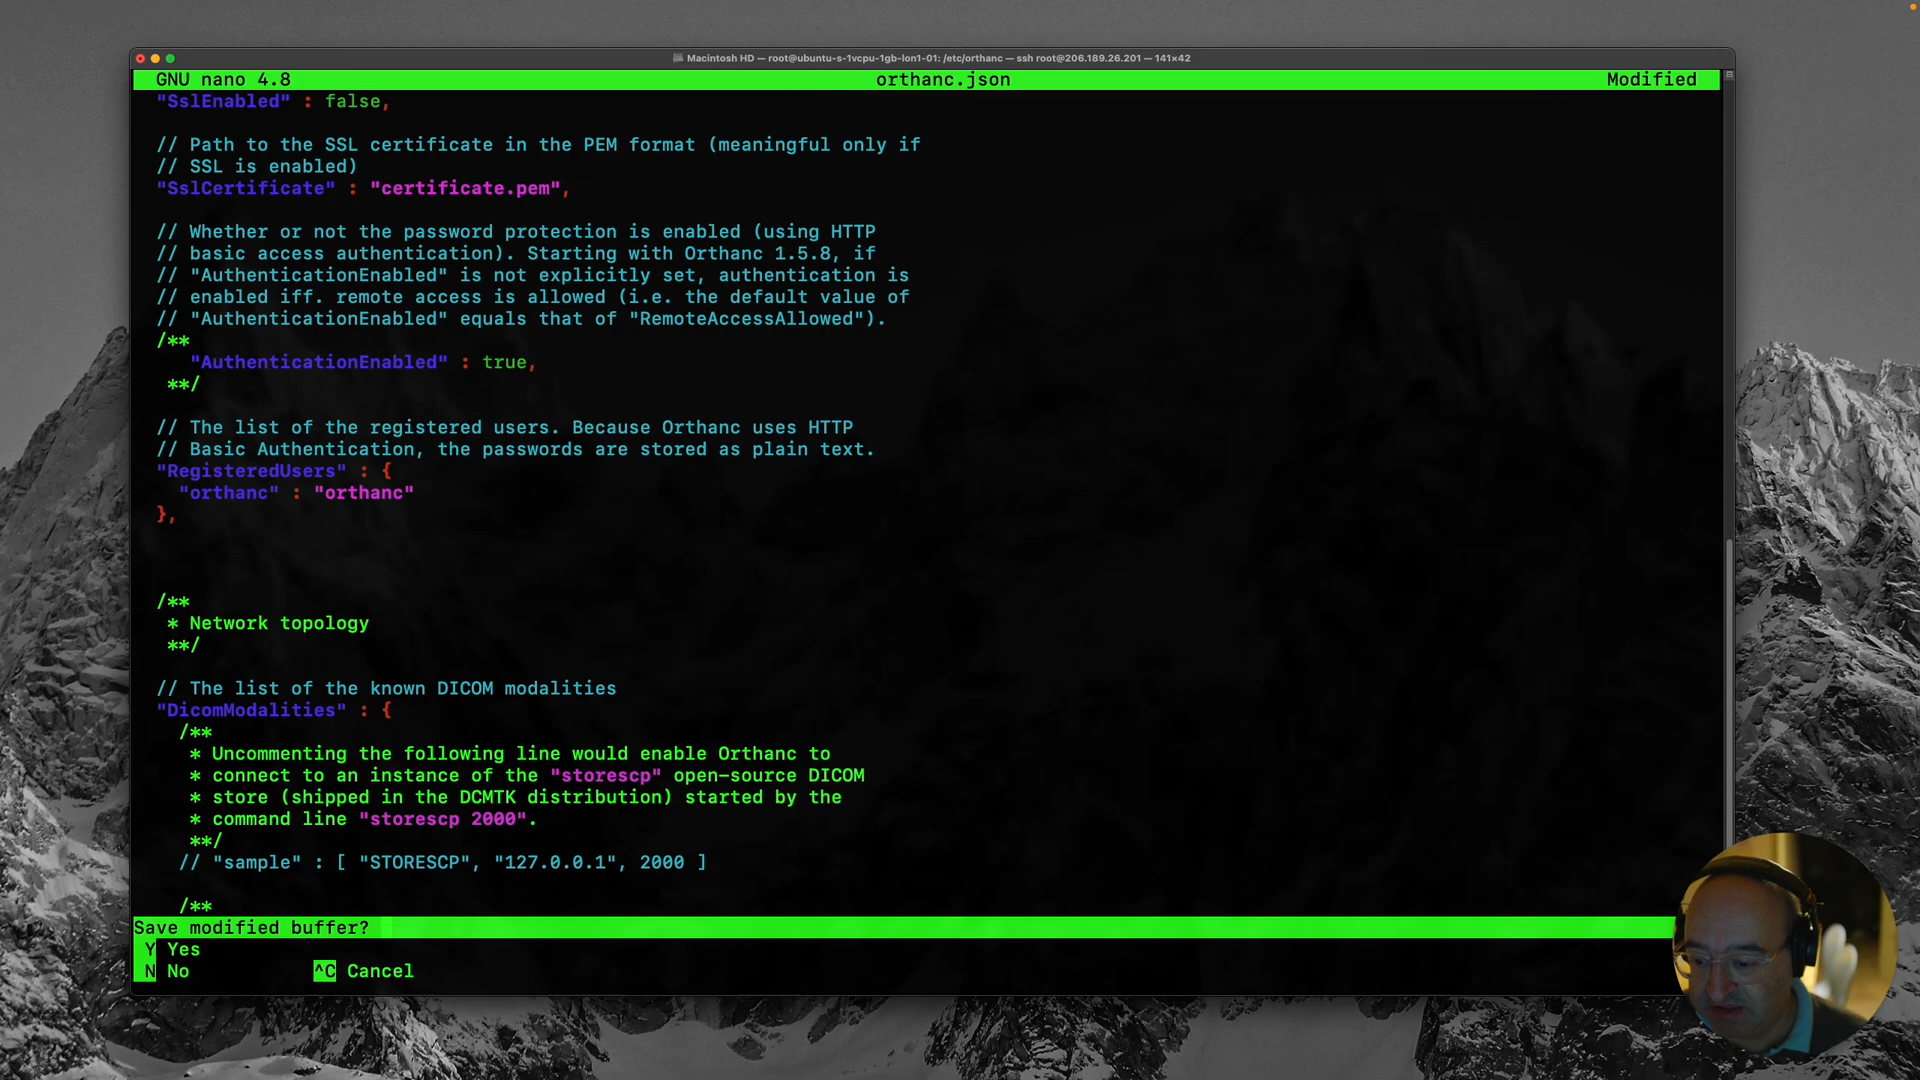 Macintosh HD — root@ubuntu-s-1vcpu-1gb-lon1-01: /etc/orthanc — ssh root@206.189.26.201 — 141×42
GNU nano 4.8 orthanc.json Modified
"SslEnabled" : false,
// Path to the SSL certificate in the PEM format (meaningful only if
// SSL is enabled)
"SslCertificate" : "certificate.pem",
// Whether or not the password protection is enabled (using HTTP
// basic access authentication). Starting with Orthanc 1.5.8, if
// "AuthenticationEnabled" is not explicitly set, authentication is
// enabled iff. remote access is allowed (i.e. the default value of
// "AuthenticationEnabled" equals that of "RemoteAccessAllowed").
/**
"AuthenticationEnabled" : true,
**/
// The list of the registered users. Because Orthanc uses HTTP
// Basic Authentication, the passwords are stored as plain text.
"RegisteredUsers" : {
"orthanc" : "orthanc"
},
/**
* Network topology
**/
// The list of the known DICOM modalities
"DicomModalities" : {
/**
* Uncommenting the following line would enable Orthanc to
* connect to an instance of the "storescp" open-source DICOM
* store (shipped in the DCMTK distribution) started by the
* command line "storescp 2000".
**/
// "sample" : [ "STORESCP", "127.0.0.1", 2000 ]
/**
Save modified buffer?
Y Yes
N No ^C Cancel